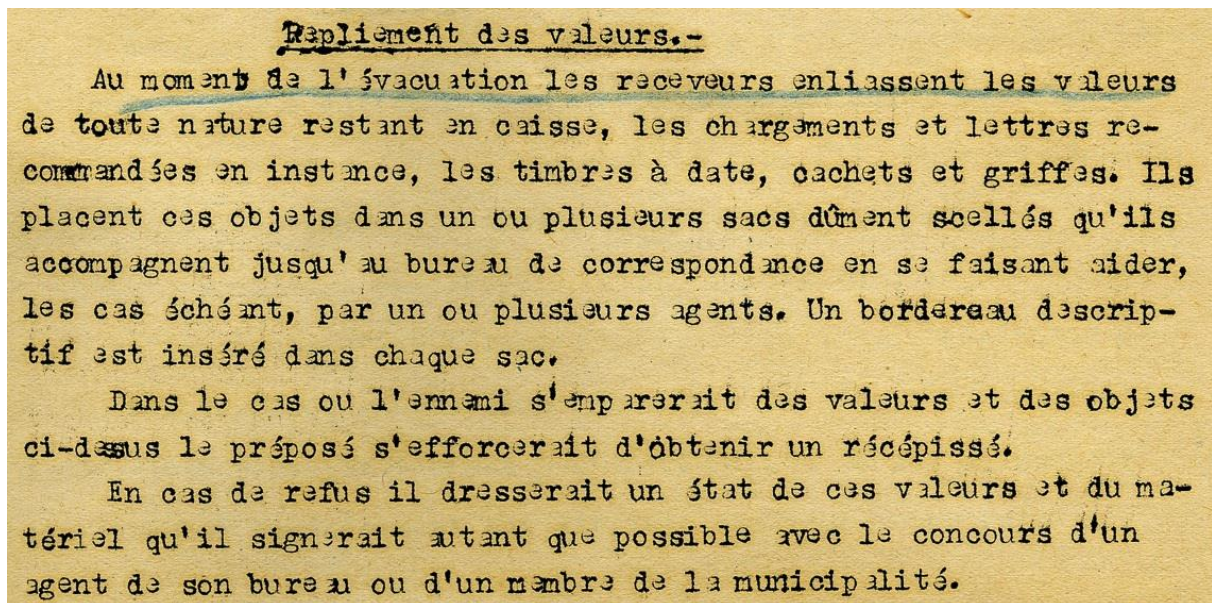 Repliement des valeurs.-
Au moment de l'évacuation les receveurs enliassent les valeurs
de toute nature restant en caisse, les chargements et lettres re-
commandées en instance, les timbres à date, cachets et griffes. Ils
placent ces objets dans un ou plusieurs sacs dûment scellés qu'ils
accompagnent jusqu'au bureau de correspondance en se faisant aider,
les cas échéant, par un ou plusieurs agents. Un bordereau descrip-
tif est inséré dans chaque sac.
Dans le cas ou l'ennemi s'emparerait des valeurs et des objets
ci-dessus le préposé s'efforcerait d'obtenir un récépissé.
En cas de refus il dresserait un état de ces valeurs et du ma-
tériel qu'il signerait autant que possible avec le concours d'un
agent de son bureau ou d'un membre de la municipalité.